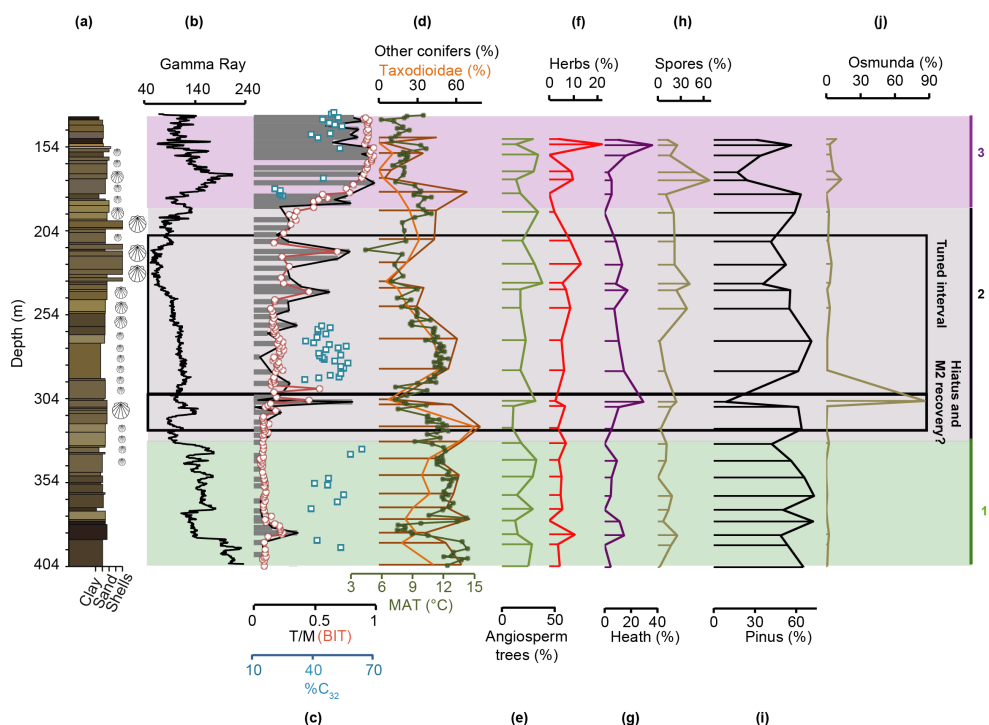 (a)
(b)
(d)
(f)
(h)
(j)
Other conifers (%)
Gamma Ray
Taxodioidae (%)
Herbs (%)
Spores (%)
Osmunda (%)
40 140 240
0 30 60
0 10 20
0 30 60
0 90
154
204
254
304
354
404
Depth (m)
3
2
1
Tuned interval
Hiatus and
M2 recovery?
Clay
Sand
Shells
3 6 9 12 15
MAT (°C)
0 0.5 1
T/M (BIT)
10 40 70
%C32
0 50
Angiosperm
trees (%)
0 20 40
Heath (%)
0 30 60
Pinus (%)
(c)
(e)
(g)
(i)